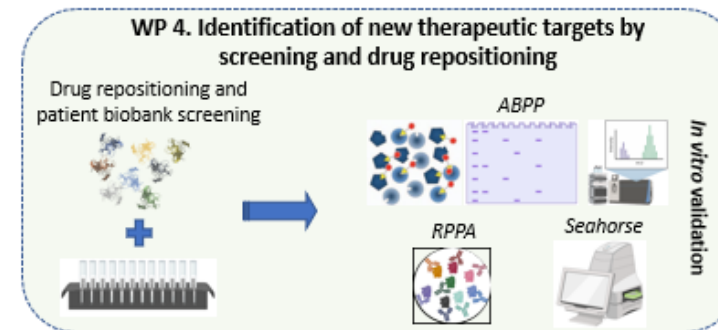 WP 4. Identification of new therapeutic targets by
screening and drug repositioning
Drug repositioning and
patient biobank screening
ABPP
RPPA
Seahorse
In vitro validation